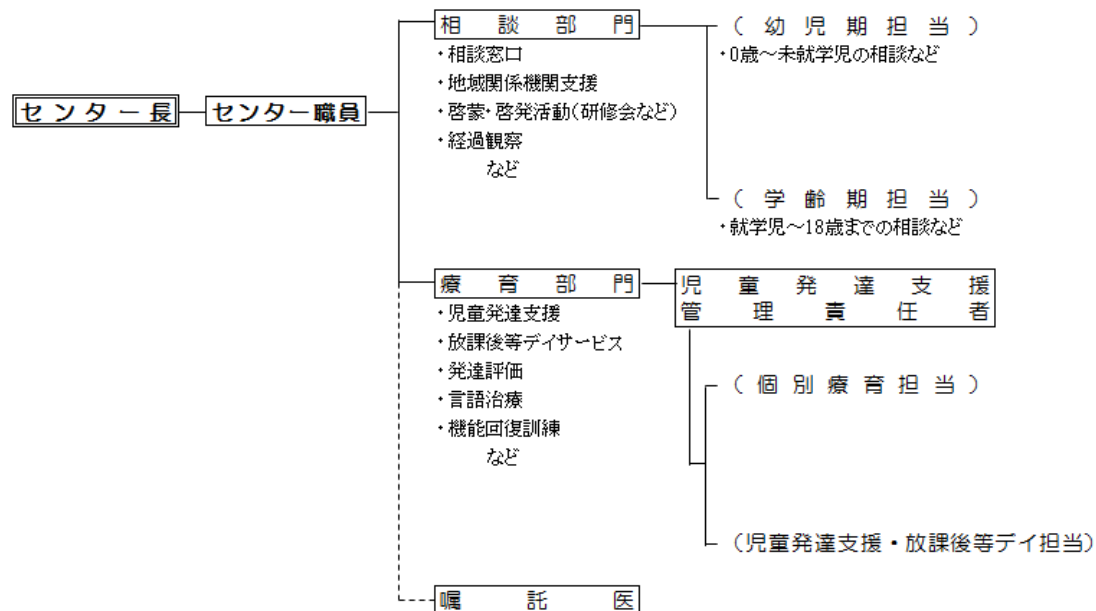 センター長
センター職員
相談部門
・相談窓口
・地域関係機関支援
・啓蒙・啓発活動(研修会など)
・経過観察
など
(幼児期担当)
・0歳～未就学児の相談など
(学齢期担当)
・就学児～18歳までの相談など
療育部門
・児童発達支援
・放課後等デイサービス
・発達評価
・言語治療
・機能回復訓練
など
児童発達支援
管理責任者
(個別療育担当)
(児童発達支援・放課後等デイ担当)
嘱託医